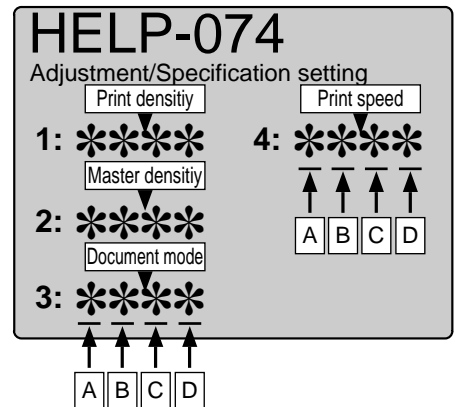 HELP-074
Adjustment/Specification setting
Print densitiy
1: ****
Master densitiy
2: ****
Document mode
3: ****
A B C D
Print speed
4: ****
A B C D